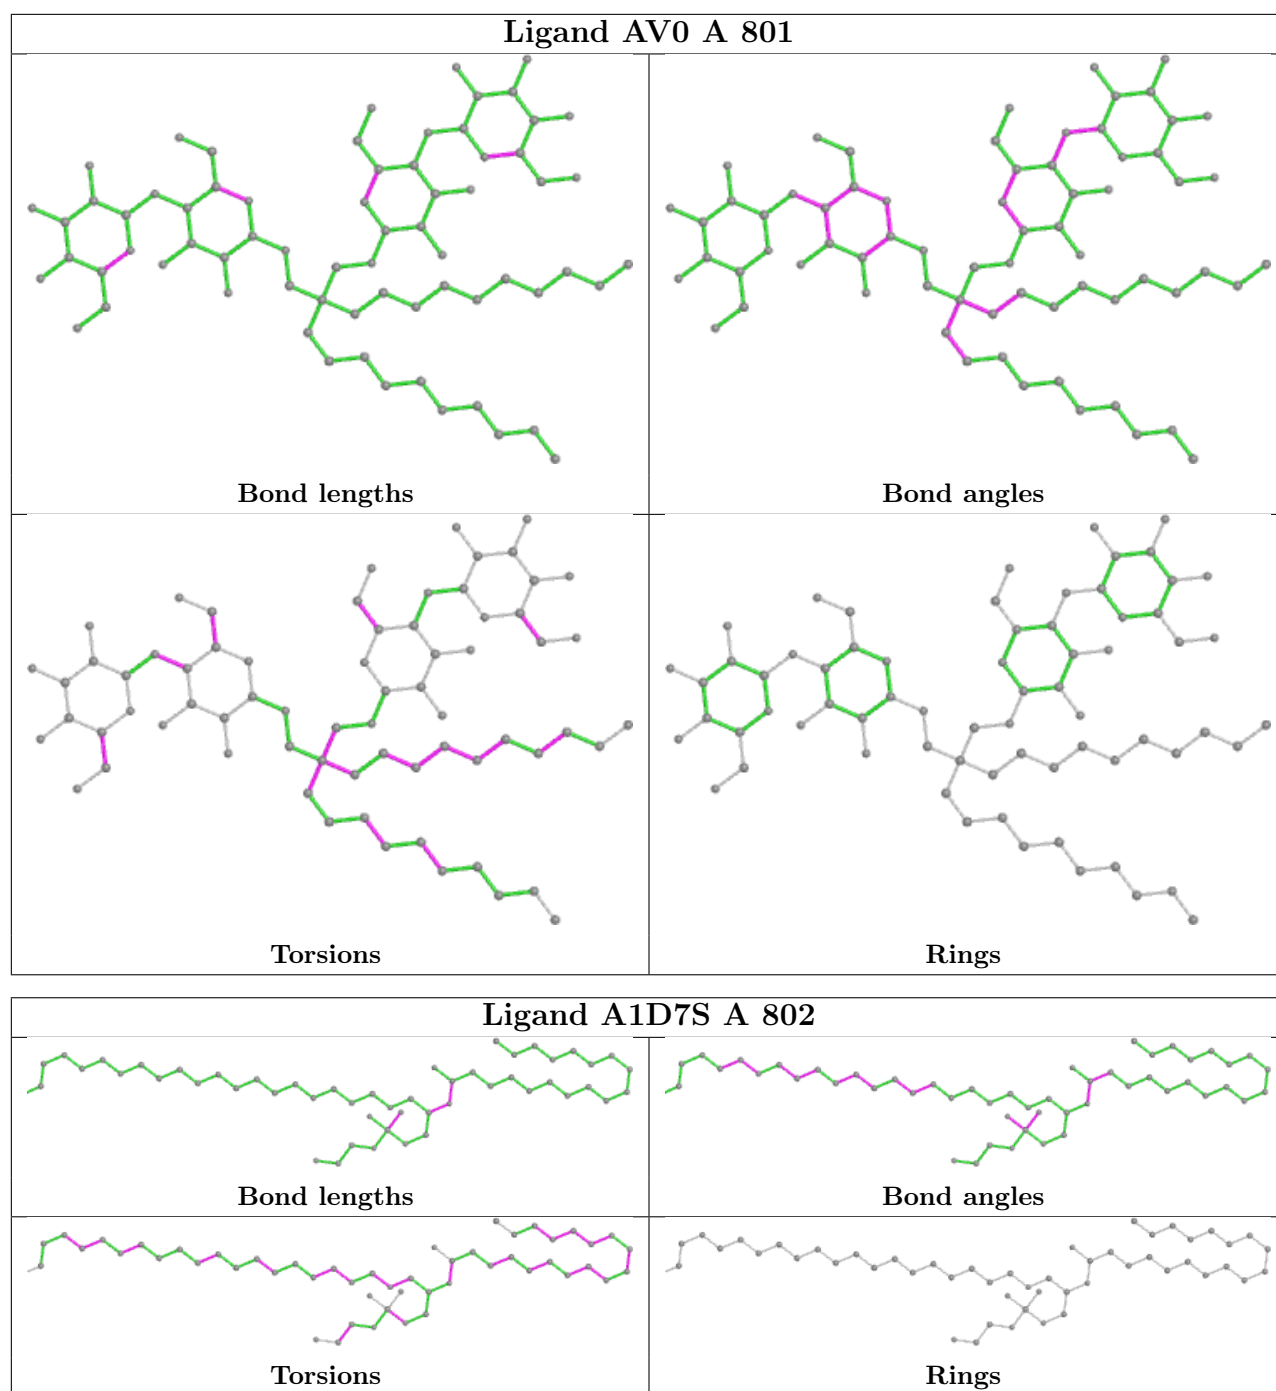 Ligand AV0 A 801
Bond lengths
Bond angles
Torsions
Rings
Ligand A1D7S A 802
Bond lengths
Bond angles
Torsions
Rings